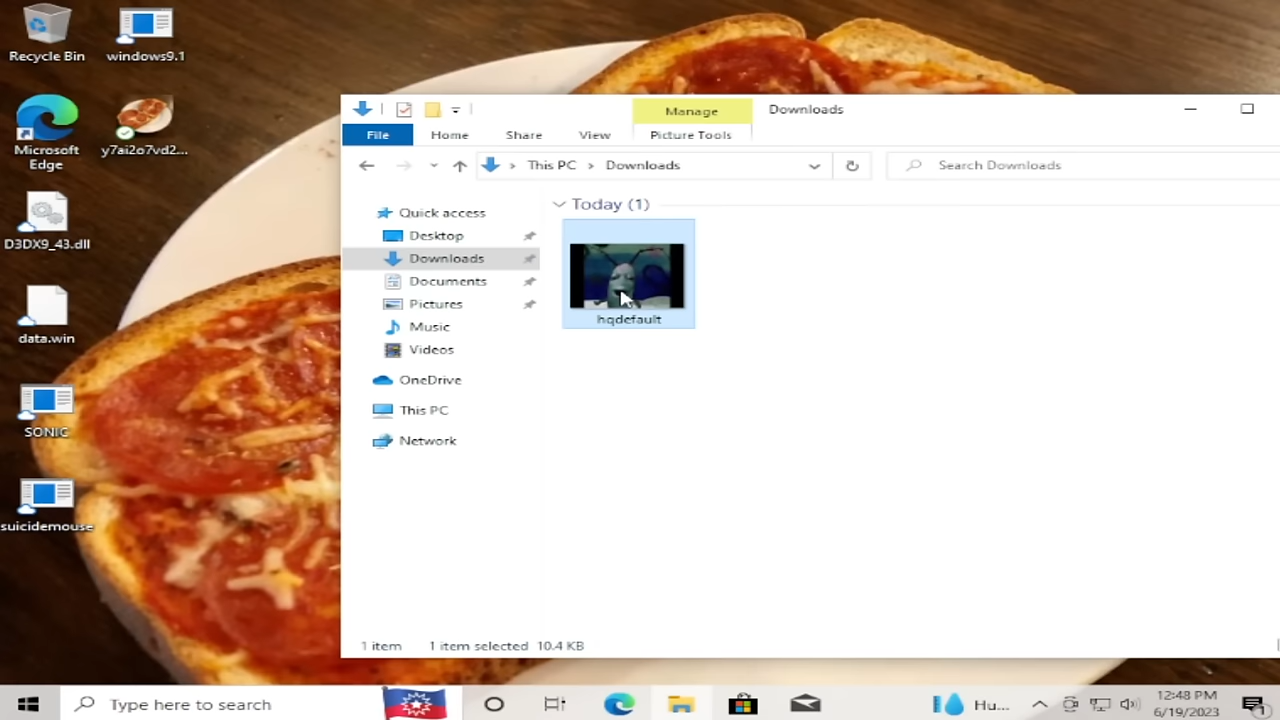 Recycle Bin
windows9.1
Microsoft
Edge
y7ai2o7vd2...
D3DX9_43.dll
data.win
SONIC
suicidemouse
Manage
Downloads
File
Home
Share
View
Picture Tools
This PC
Downloads
Search Downloads
Quick access
Desktop
Downloads
Documents
Pictures
Music
Videos
OneDrive
This PC
Network
Today (1)
hqdefault
1 item
1 item selected 10.4 KB
Type here to search
Hu...
12:48 PM
6/19/2023
1